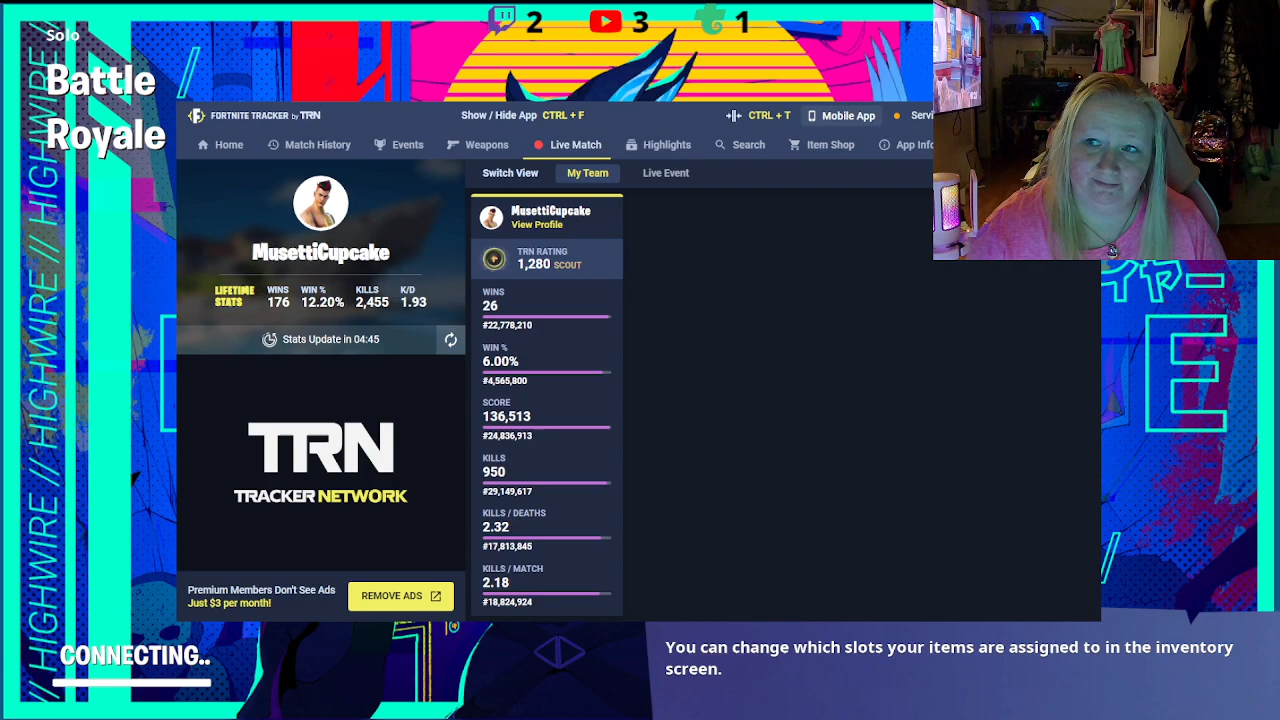 Solo
Battle
Royale
2
3
1
FORTNITE TRACKER by TRN
Show / Hide App CTRL + F
CTRL + T
Mobile App
Servi
Home
Match History
Events
Weapons
Live Match
Highlights
Search
Item Shop
App Info
Switch View
My Team
Live Event
MusettiCupcake
LIFETIME STATS
WINS
176
WIN %
12.20%
KILLS
2,455
K/D
1.93
Stats Update in 04:45
TRN
TRACKER NETWORK
Premium Members Don't See Ads
Just $3 per month!
REMOVE ADS
MusettiCupcake
View Profile
TRN RATING
1,280 SCOUT
WINS
26
#22,778,210
WIN %
6.00%
#4,565,800
SCORE
136,513
#24,836,913
KILLS
950
#29,149,617
KILLS / DEATHS
2.32
#17,813,845
KILLS / MATCH
2.18
#18,824,924
HIGHWIRE // HIGHWIRE // HIGHWIRE //
E
CONNECTING..
You can change which slots your items are assigned to in the inventory
screen.